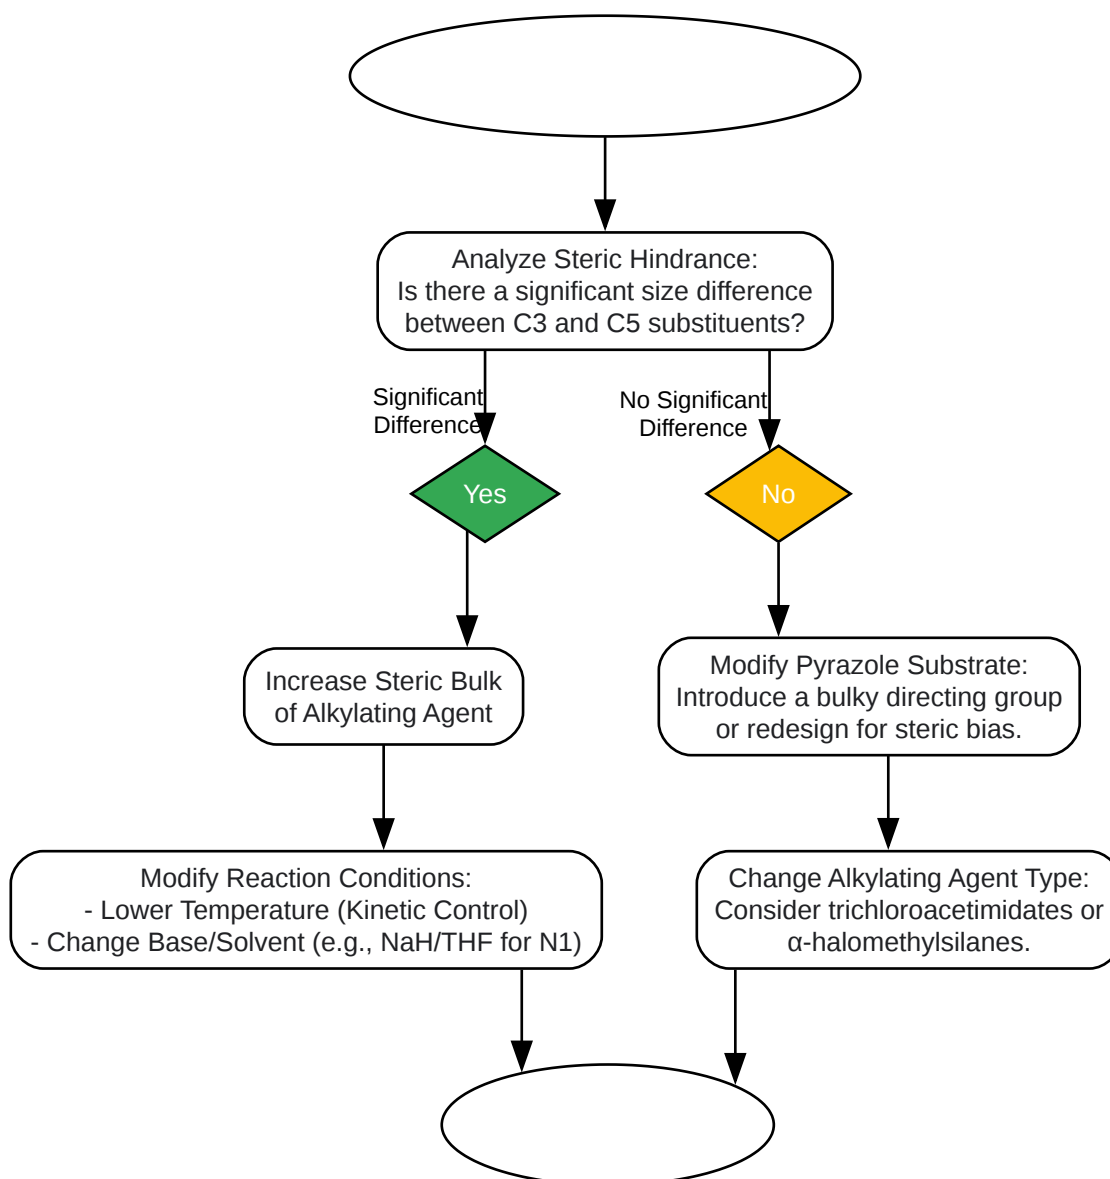 Analyze Steric Hindrance:
Is there a significant size difference
between C3 and C5 substituents?
Significant
Difference
No Significant
Difference
Yes
No
Increase Steric Bulk
of Alkylating Agent
Modify Pyrazole Substrate:
Introduce a bulky directing group
or redesign for steric bias.
Modify Reaction Conditions:
- Lower Temperature (Kinetic Control)
- Change Base/Solvent (e.g., NaH/THF for N1)
Change Alkylating Agent Type:
Consider trichloroacetimidates or
α-halomethylsilanes.